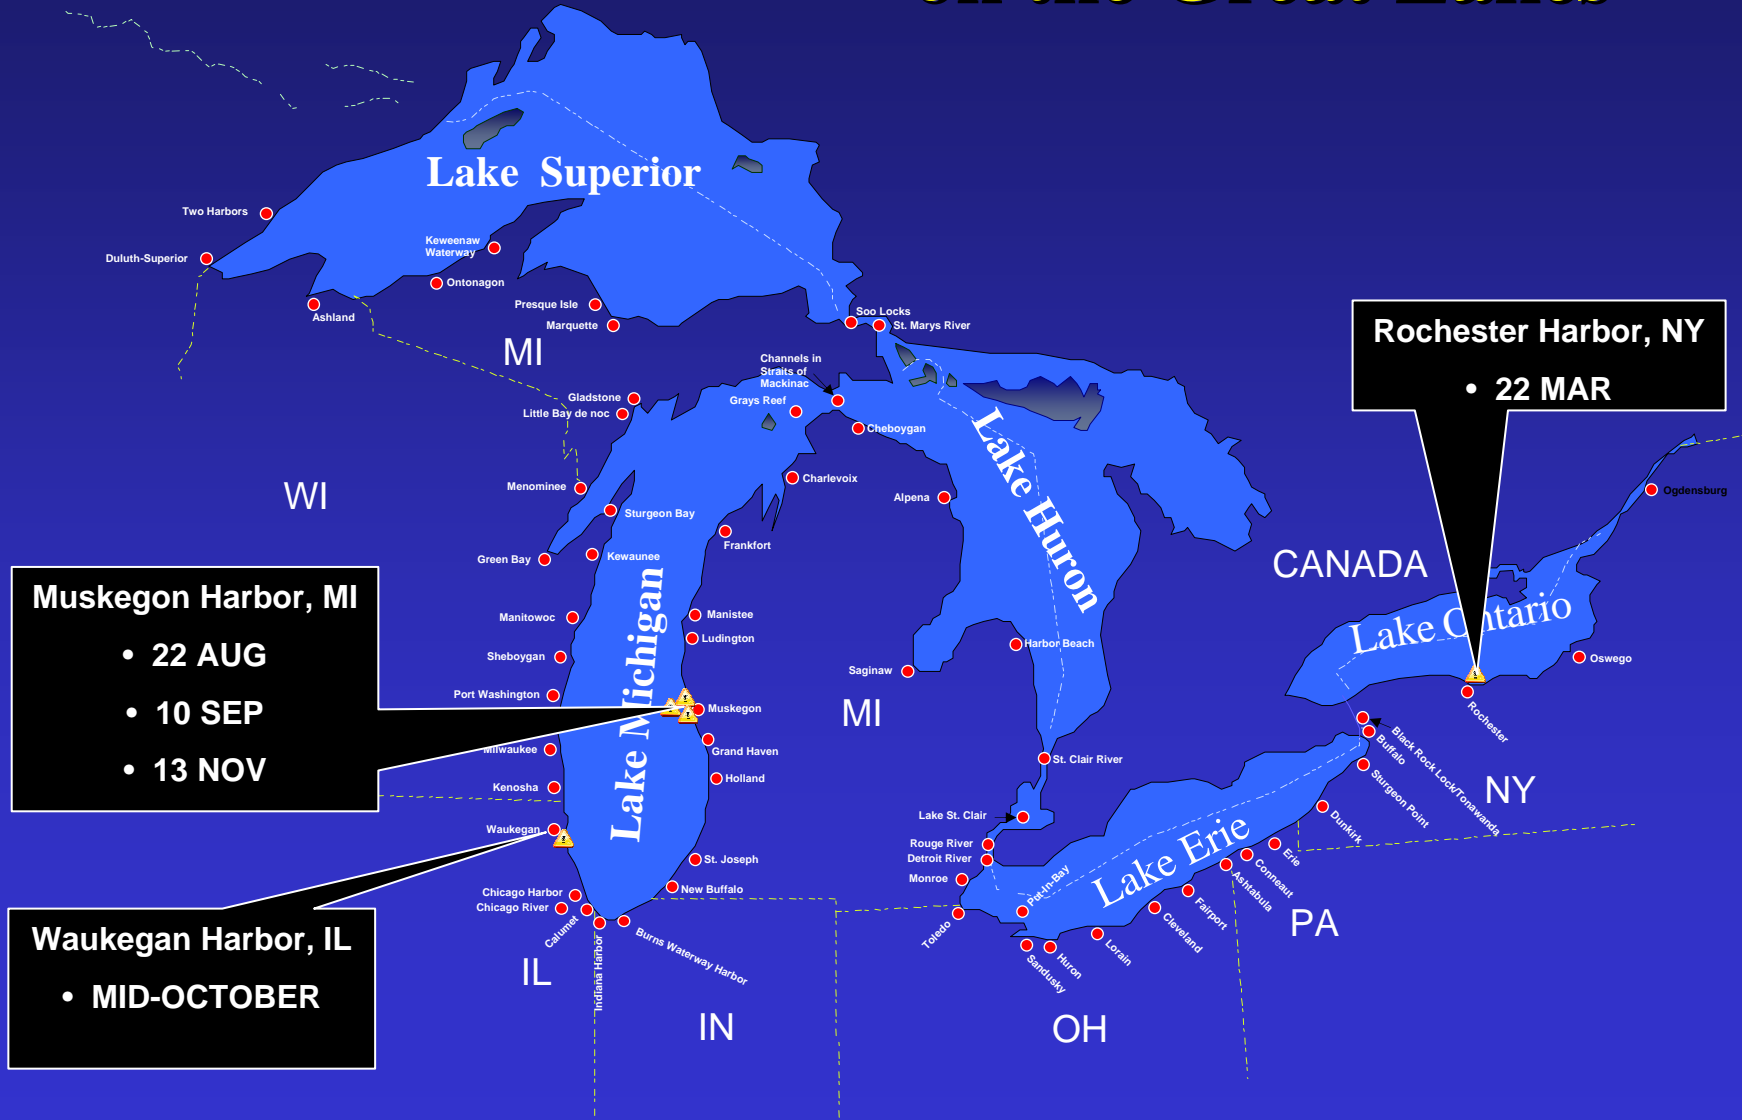 on the Great Lakes
Lake Superior
Two Harbors
Duluth-Superior
Keweenaw
Waterway
Ontonagon
Ashland
Presque Isle
Marquette
MI
Soo Locks
St. Marys River
Channels in
Straits of
Mackinac
Grays Reef
Gladstone
Little Bay de noc
Cheboygan
Charlevoix
Alpena
Lake Huron
Menominee
WI
Sturgeon Bay
Frankfort
Green Bay
Kewaunee
Lake Michigan
Manitowoc
Manistee
Ludington
Sheboygan
Port Washington
Muskegon
Milwaukee
Grand Haven
Holland
Kenosha
Waukegan
St. Joseph
New Buffalo
Chicago Harbor
Chicago River
Calumet
Indiana Harbor
Burns Waterway Harbor
IL
IN
Rochester Harbor, NY
• 22 MAR
Muskegon Harbor, MI
• 22 AUG
• 10 SEP
• 13 NOV
Waukegan Harbor, IL
• MID-OCTOBER
Saginaw
Harbor Beach
MI
St. Clair River
Lake St. Clair
Rouge River
Detroit River
Monroe
Toledo
Put-In-Bay
Sandusky
Huron
Lorain
Cleveland
Fairport
Ashtabula
Conneaut
Erie
Lake Erie
Dunkirk
Sturgeon Point
Buffalo
Black Rock Lock/Tonawanda
NY
PA
OH
CANADA
Lake Ontario
Rochester
Oswego
Ogdensburg